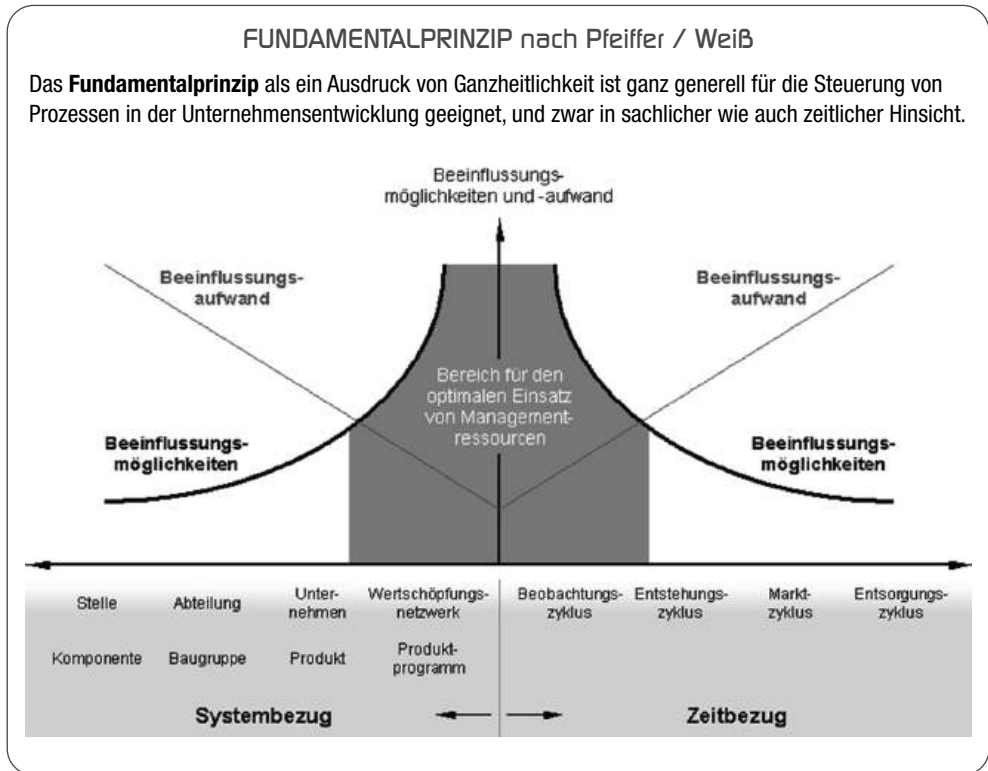 FUNDAMENTALPRINZIP nach Pfeiffer / Weiß
Das Fundamentalprinzip als ein Ausdruck von Ganzheitlichkeit ist ganz generell für die Steuerung von
Prozessen in der Unternehmensentwicklung geeignet, und zwar in sachlicher wie auch zeitlicher Hinsicht.
Beeinflussungs-
möglichkeiten und -aufwand
Beeinflussungs-
aufwand
Beeinflussungs-
aufwand
Bereich für den
optimalen Einsatz
von Management-
ressourcen
Beeinflussungs-
möglichkeiten
Beeinflussungs-
möglichkeiten
Stelle
Abteilung
Unter-
nehmen
Wertschöpfungs-
netzwerk
Beobachtungs-
zyklus
Entstehungs-
zyklus
Markt-
zyklus
Entsorgungs-
zyklus
Komponente
Baugruppe
Produkt
Produkt-
programm
Systembezug
Zeitbezug